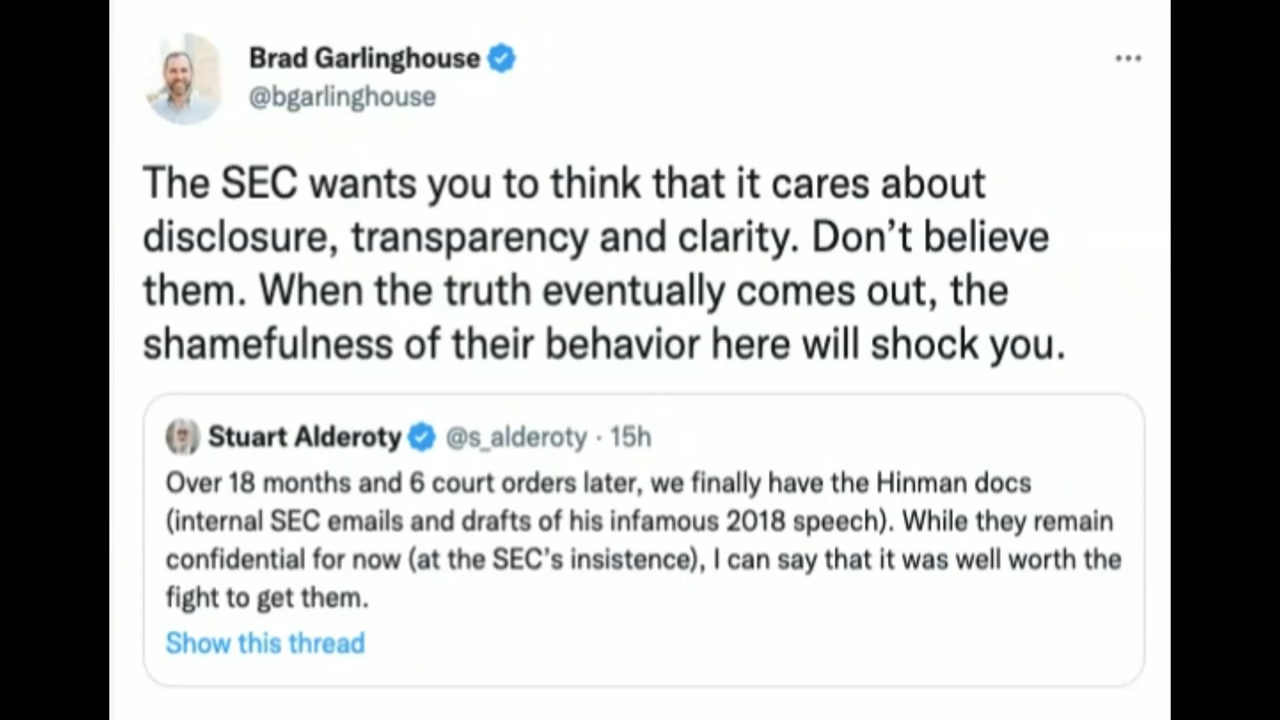 Brad Garlinghouse
@bgarlinghouse
The SEC wants you to think that it cares about
disclosure, transparency and clarity. Don’t believe
them. When the truth eventually comes out, the
shamefulness of their behavior here will shock you.
Stuart Alderoty @s_alderoty · 15h
Over 18 months and 6 court orders later, we finally have the Hinman docs
(internal SEC emails and drafts of his infamous 2018 speech). While they remain
confidential for now (at the SEC’s insistence), I can say that it was well worth the
fight to get them.
Show this thread